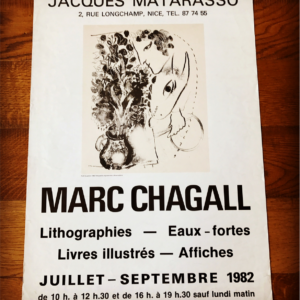 JACQUES MATARASSO
2, RUE LONGCHAMP, NICE, TEL. 87 74 55
MARC CHAGALL
Lithographies — Eaux-fortes
Livres illustrés — Affiches
JUILLET-SEPTEMBRE 1982
de 10 h. à 12 h.30 et de 16 h. à 19 h.30 sauf lundi matin